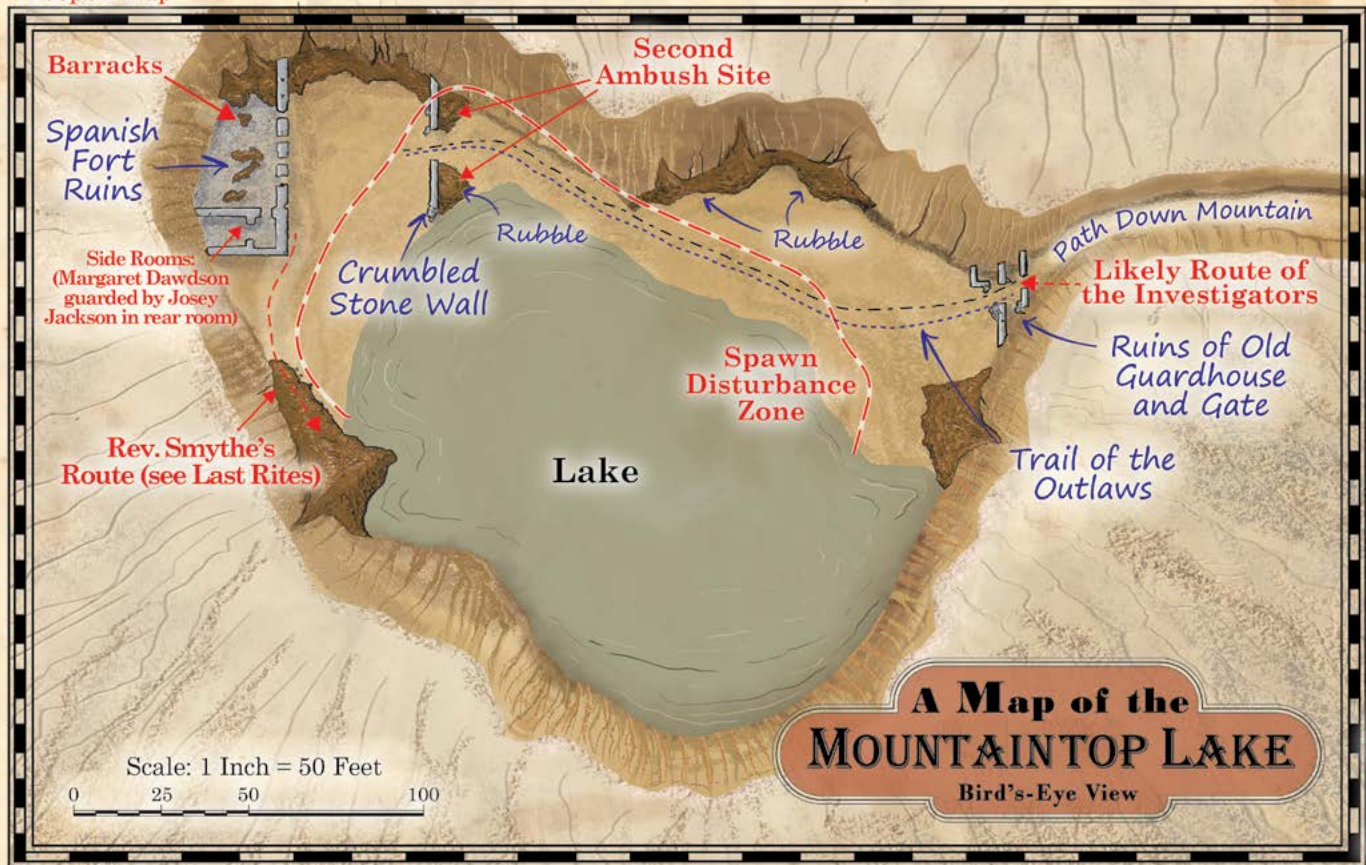 Barracks
Spanish
Fort
Ruins
Second
Ambush Site
Side Rooms:
(Margaret Dawdson
guarded by Josey
Jackson in rear room)
Crumbled
Stone Wall
Rubble
Rubble
Path Down Mountain
Likely Route of
the Investigators
Ruins of Old
Guardhouse
and Gate
Spawn
Disturbance
Zone
Trail of the
Outlaws
Rev. Smythe's
Route (see Last Rites)
Lake
Scale: 1 Inch = 50 Feet
0 25 50 100
A Map of the
Mountaintop Lake
Bird's-Eye View